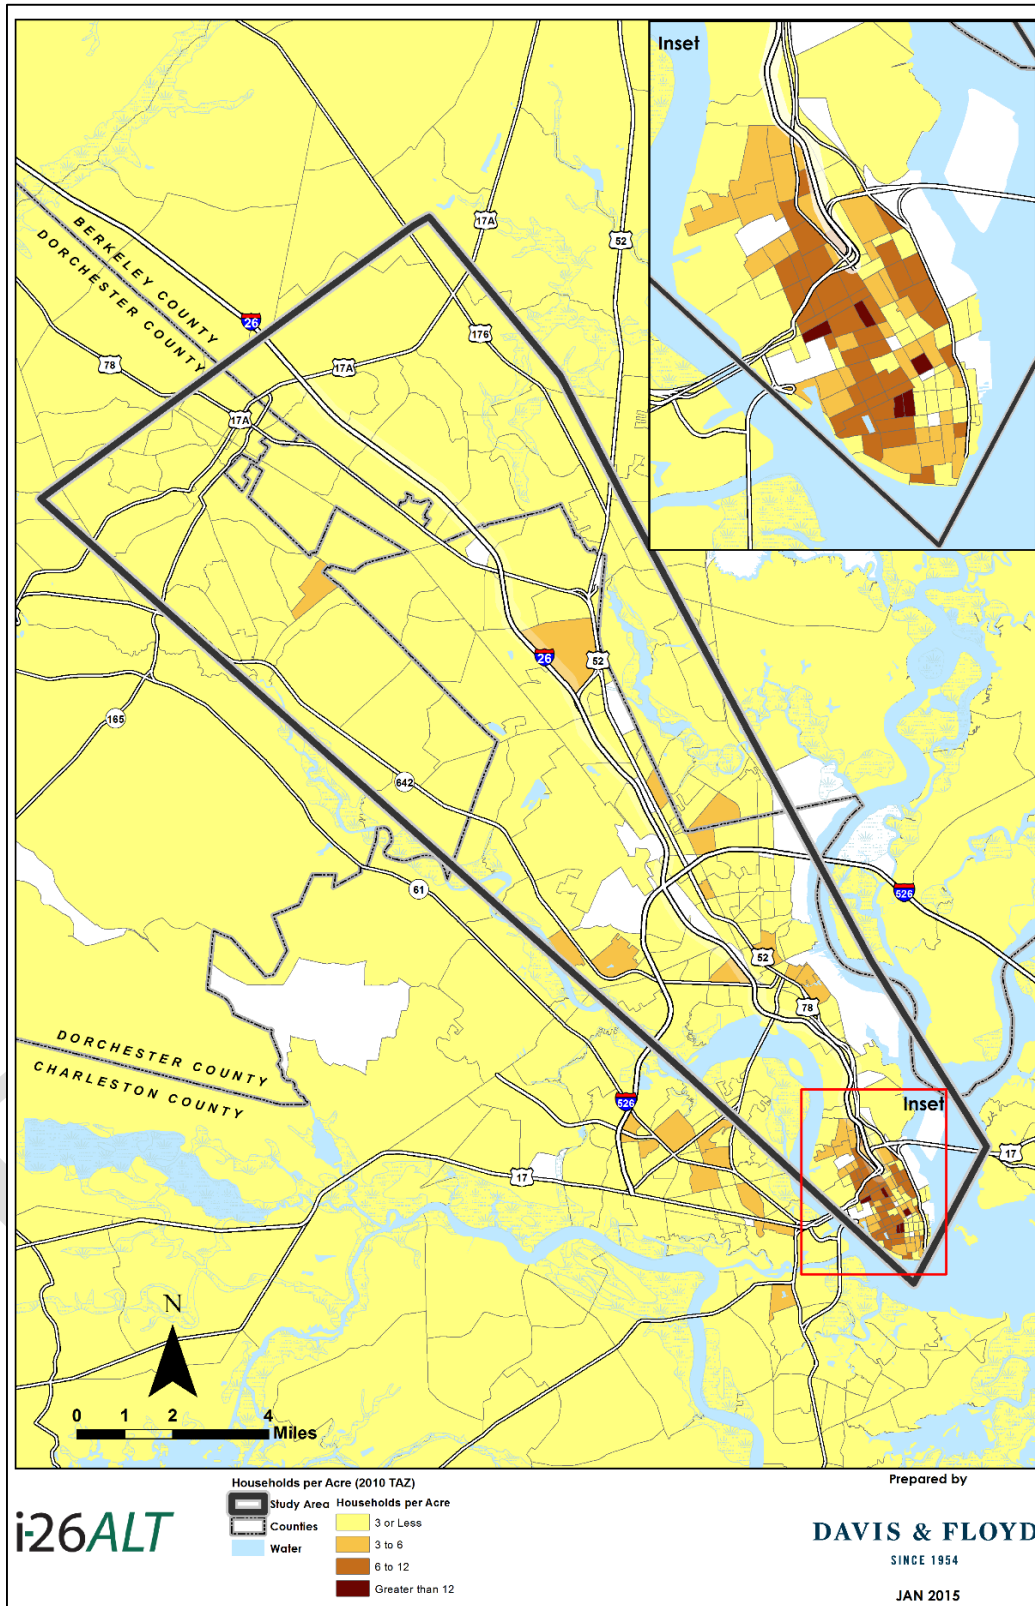 Inset
BERKELEY COUNTY
DORCHESTER COUNTY
17A
52
26
176
78
17A
17A
26
52
165
642
61
526
52
78
DORCHESTER COUNTY
CHARLESTON COUNTY
526
Inset
17
17
N
0 1 2 4
Miles
Households per Acre (2010 TAZ)
Study Area
Counties
Water
Households per Acre
3 or Less
3 to 6
6 to 12
Greater than 12
i-26ALT
Prepared by
DAVIS & FLOYD
SINCE 1954
JAN 2015